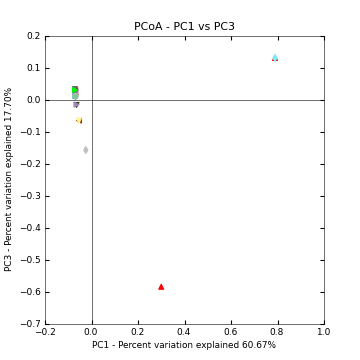 PCoA - PC1 vs PC3
0.2
0.1
0.0
−0.1
−0.2
−0.3
−0.4
−0.5
−0.6
−0.7
PC3 - Percent variation explained 17.70%
−0.2 0.0 0.2 0.4 0.6 0.8 1.0
PC1 - Percent variation explained 60.67%